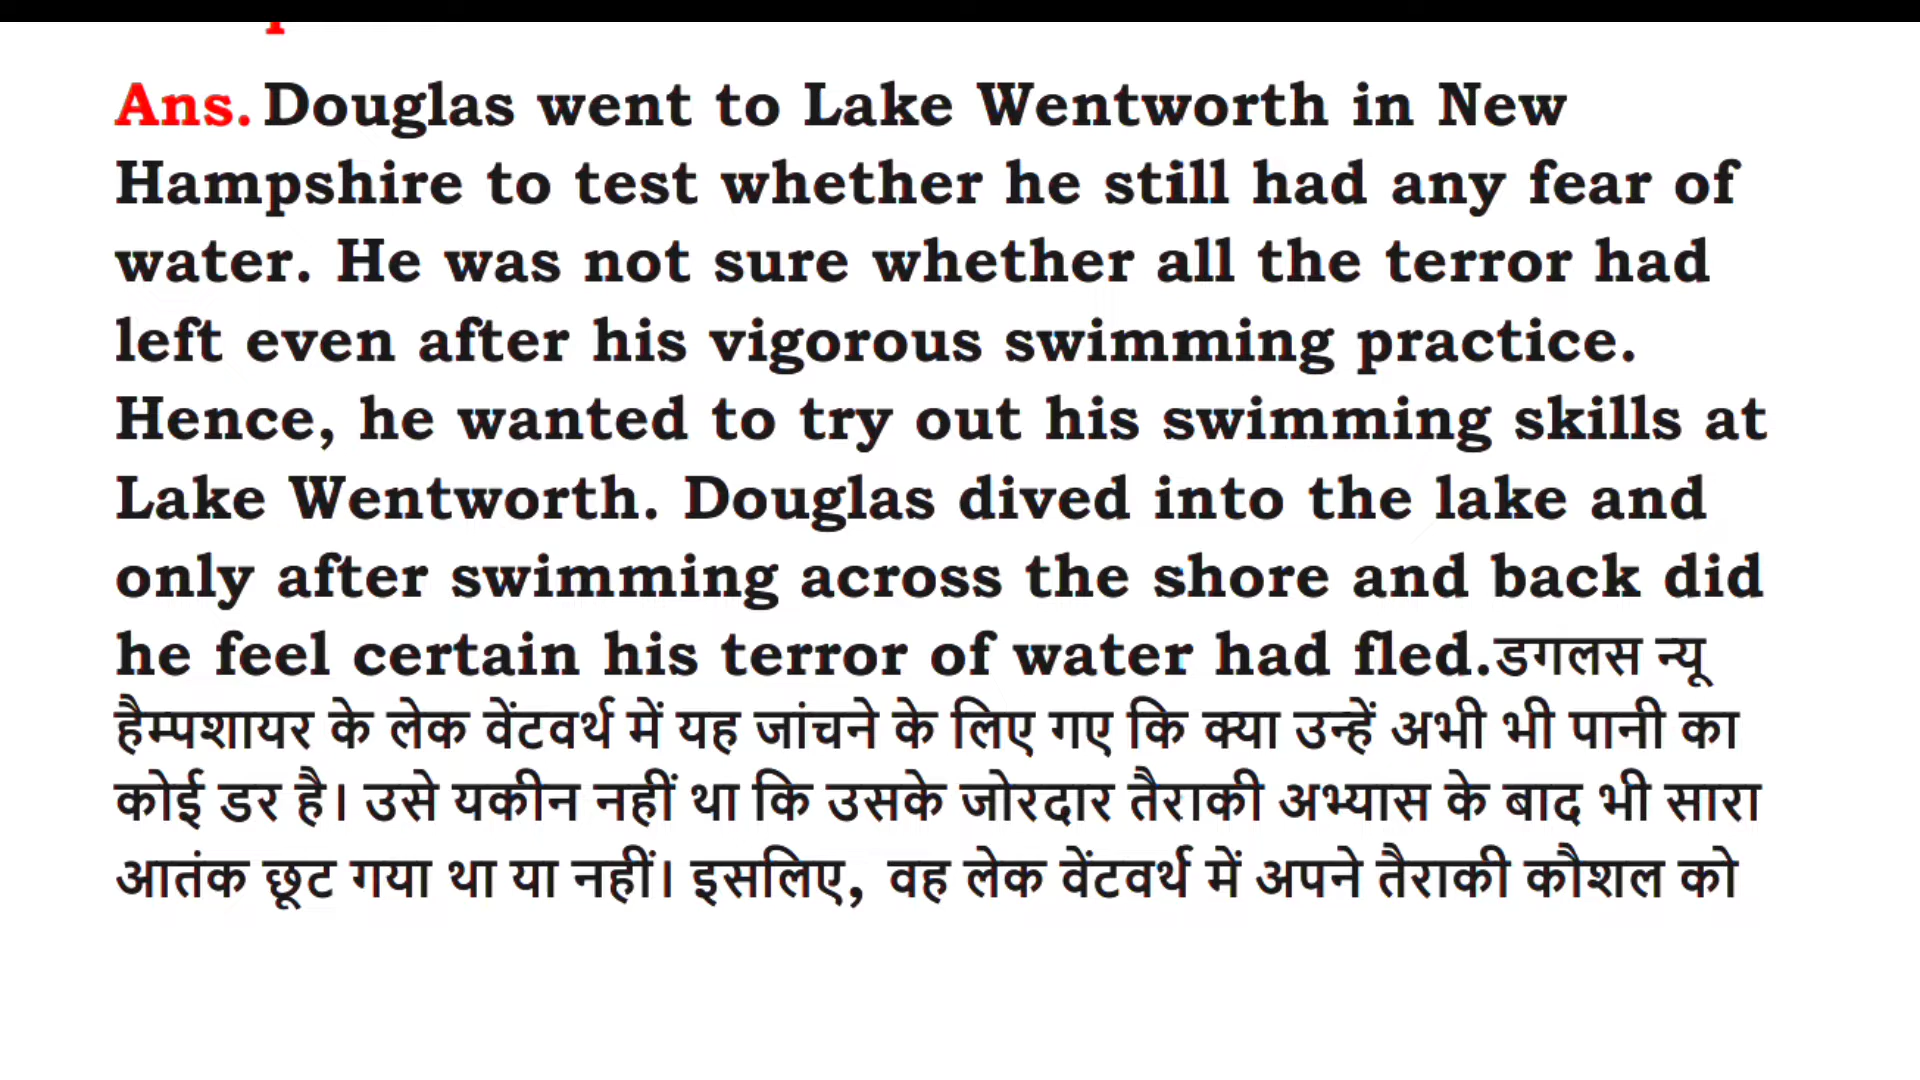 Ans. Douglas went to Lake Wentworth in New
Hampshire to test whether he still had any fear of
water. He was not sure whether all the terror had
left even after his vigorous swimming practice.
Hence, he wanted to try out his swimming skills at
Lake Wentworth. Douglas dived into the lake and
only after swimming across the shore and back did
he feel certain his terror of water had fled.डगलस न्यू
हैम्पशायर के लेक वेंटवर्थ में यह जांचने के लिए गए कि क्या उन्हें अभी भी पानी का
कोई डर है। उसे यकीन नहीं था कि उसके जोरदार तैराकी अभ्यास के बाद भी सारा
आतंक छूट गया था या नहीं। इसलिए, वह लेक वेंटवर्थ में अपने तैराकी कौशल को